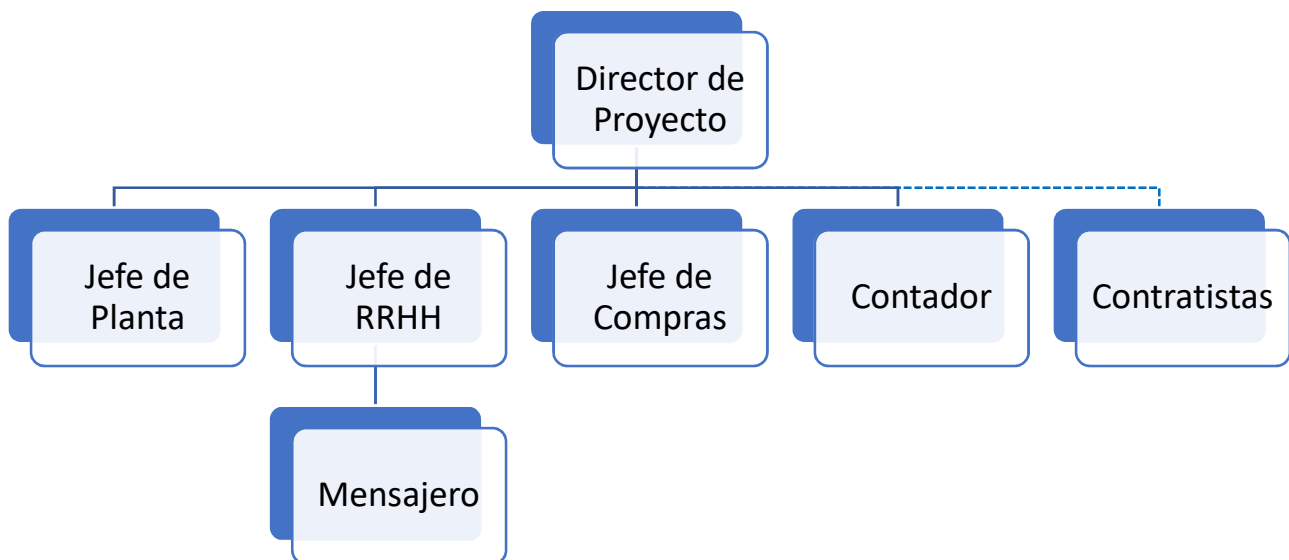 Director de
Proyecto
Jefe de
Planta
Jefe de
RRHH
Jefe de
Compras
Contador
Contratistas
Mensajero